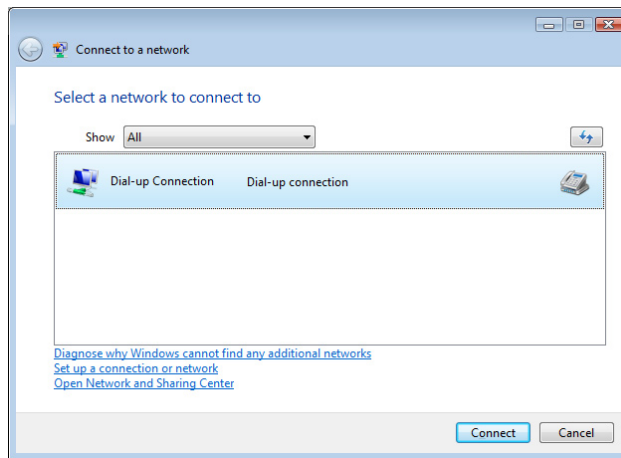 Connect to a network
Select a network to connect to
Show All
Dial-up Connection Dial-up connection
Diagnose why Windows cannot find any additional networks
Set up a connection or network
Open Network and Sharing Center
Connect Cancel